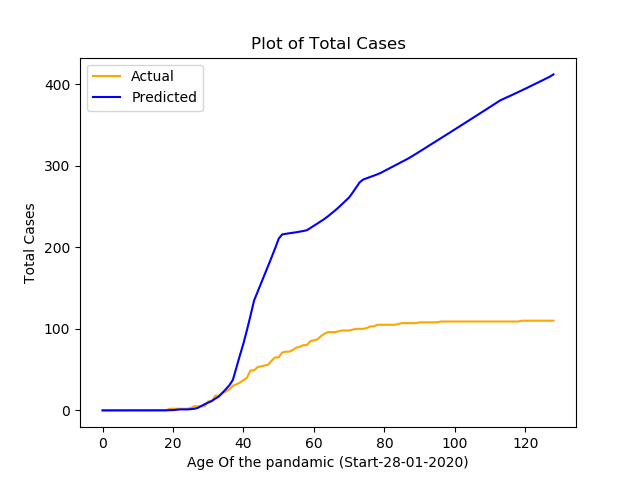 Plot of Total Cases
Actual
Predicted
400
300
200
100
0
Total Cases
0 20 40 60 80 100 120
Age Of the pandamic (Start-28-01-2020)